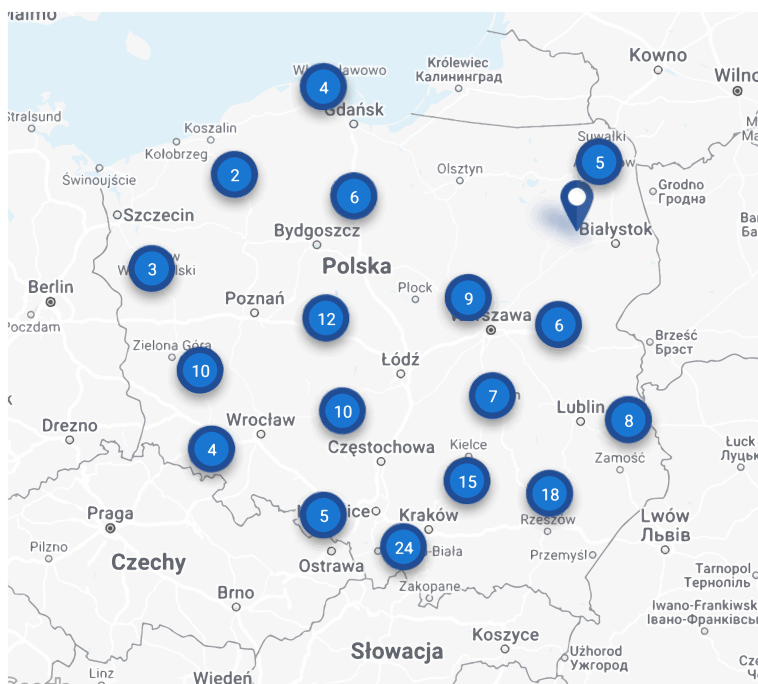 Malmo
Władysławowo
4
Gdańsk
Królewiec
Калининград
Kowno
Wilno
Stralsund
Koszalin
Kołobrzeg
Świnoujście
Szczecin
2
6
Olsztyn
Suwałki
5
Grodno
Гродна
Białystok
Bydgoszcz
Polska
3
Berlin
Poczdam
Poznań
12
Płock
9
Warszawa
6
Brześć
Брэст
Zielona Góra
10
Łódź
10
7
Lublin
8
Drezno
Wrocław
4
Częstochowa
Kielce
15
Zamość
Łuck
Луцьк
18
Rzeszów
5
Kraków
24
Lwów
Львів
Praga
Pilzno
Czechy
Ostrawa
Przemyśl
Zakopane
Tarnopol
Тернопіль
Brno
Iwano-Frankiwsk
Івано-Франківсь
Słowacja
Koszyce
Użhorod
Ужгород
Linz
Wiedeń